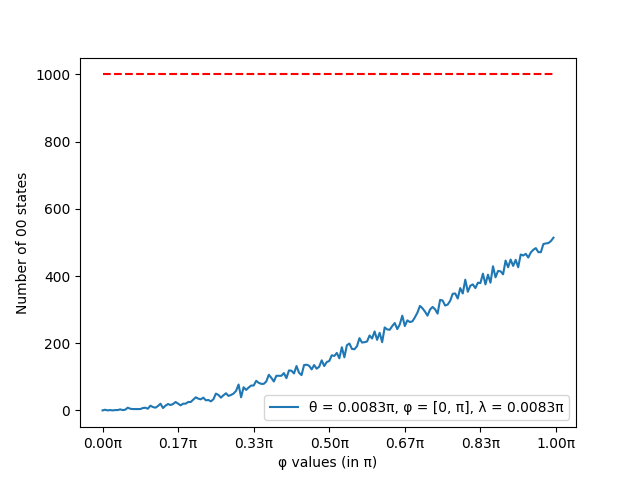 Number of 00 states
1000
800
600
400
200
0
θ = 0.0083π, φ = [0, π], λ = 0.0083π
0.00π 0.17π 0.33π 0.50π 0.67π 0.83π 1.00π
φ values (in π)